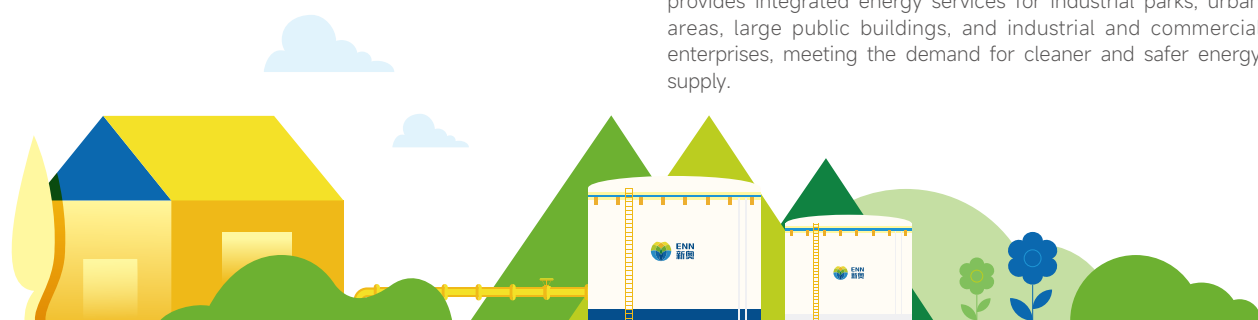 provides integrated energy services for industrial parks, urban
areas, large public buildings, and industrial and commercial
enterprises, meeting the demand for cleaner and safer energy
supply.
ENN
新奥
ENN
新奥